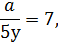 a/5y = 7,